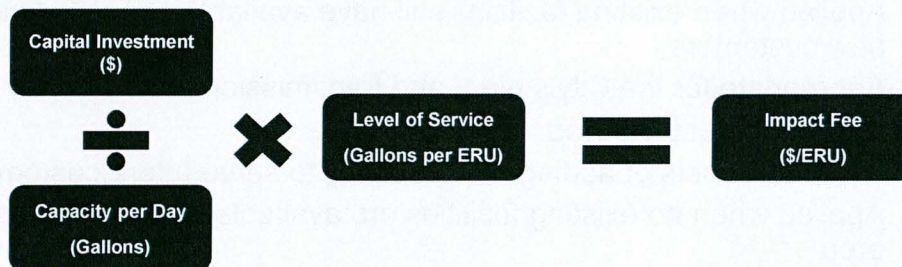 Capital Investment
($)
÷
Capacity per Day
(Gallons)
×
Level of Service
(Gallons per ERU)
=
Impact Fee
($/ERU)